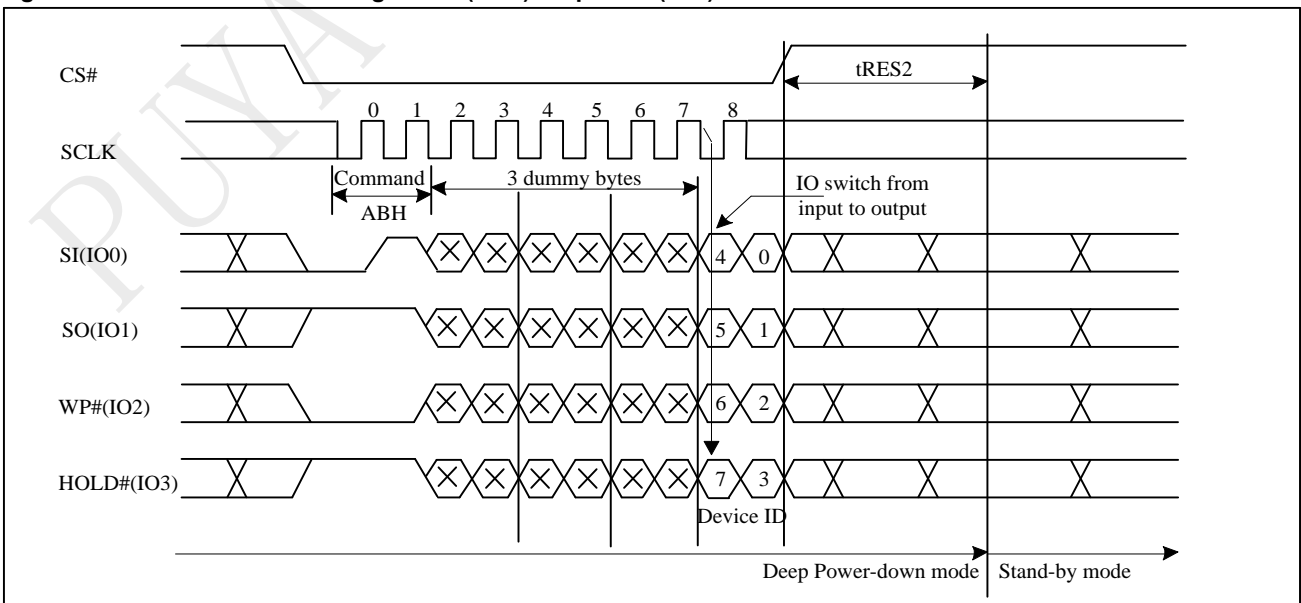 PUYA
CS#
tRES2
0 1 2 3 4 5 6 7 8
SCLK
Command
3 dummy bytes
ABH
IO switch from
input to output
SI(IO0)
4 0
SO(IO1)
5 1
WP#(IO2)
6 2
HOLD#(IO3)
7 3
Device ID
Deep Power-down mode
Stand-by mode